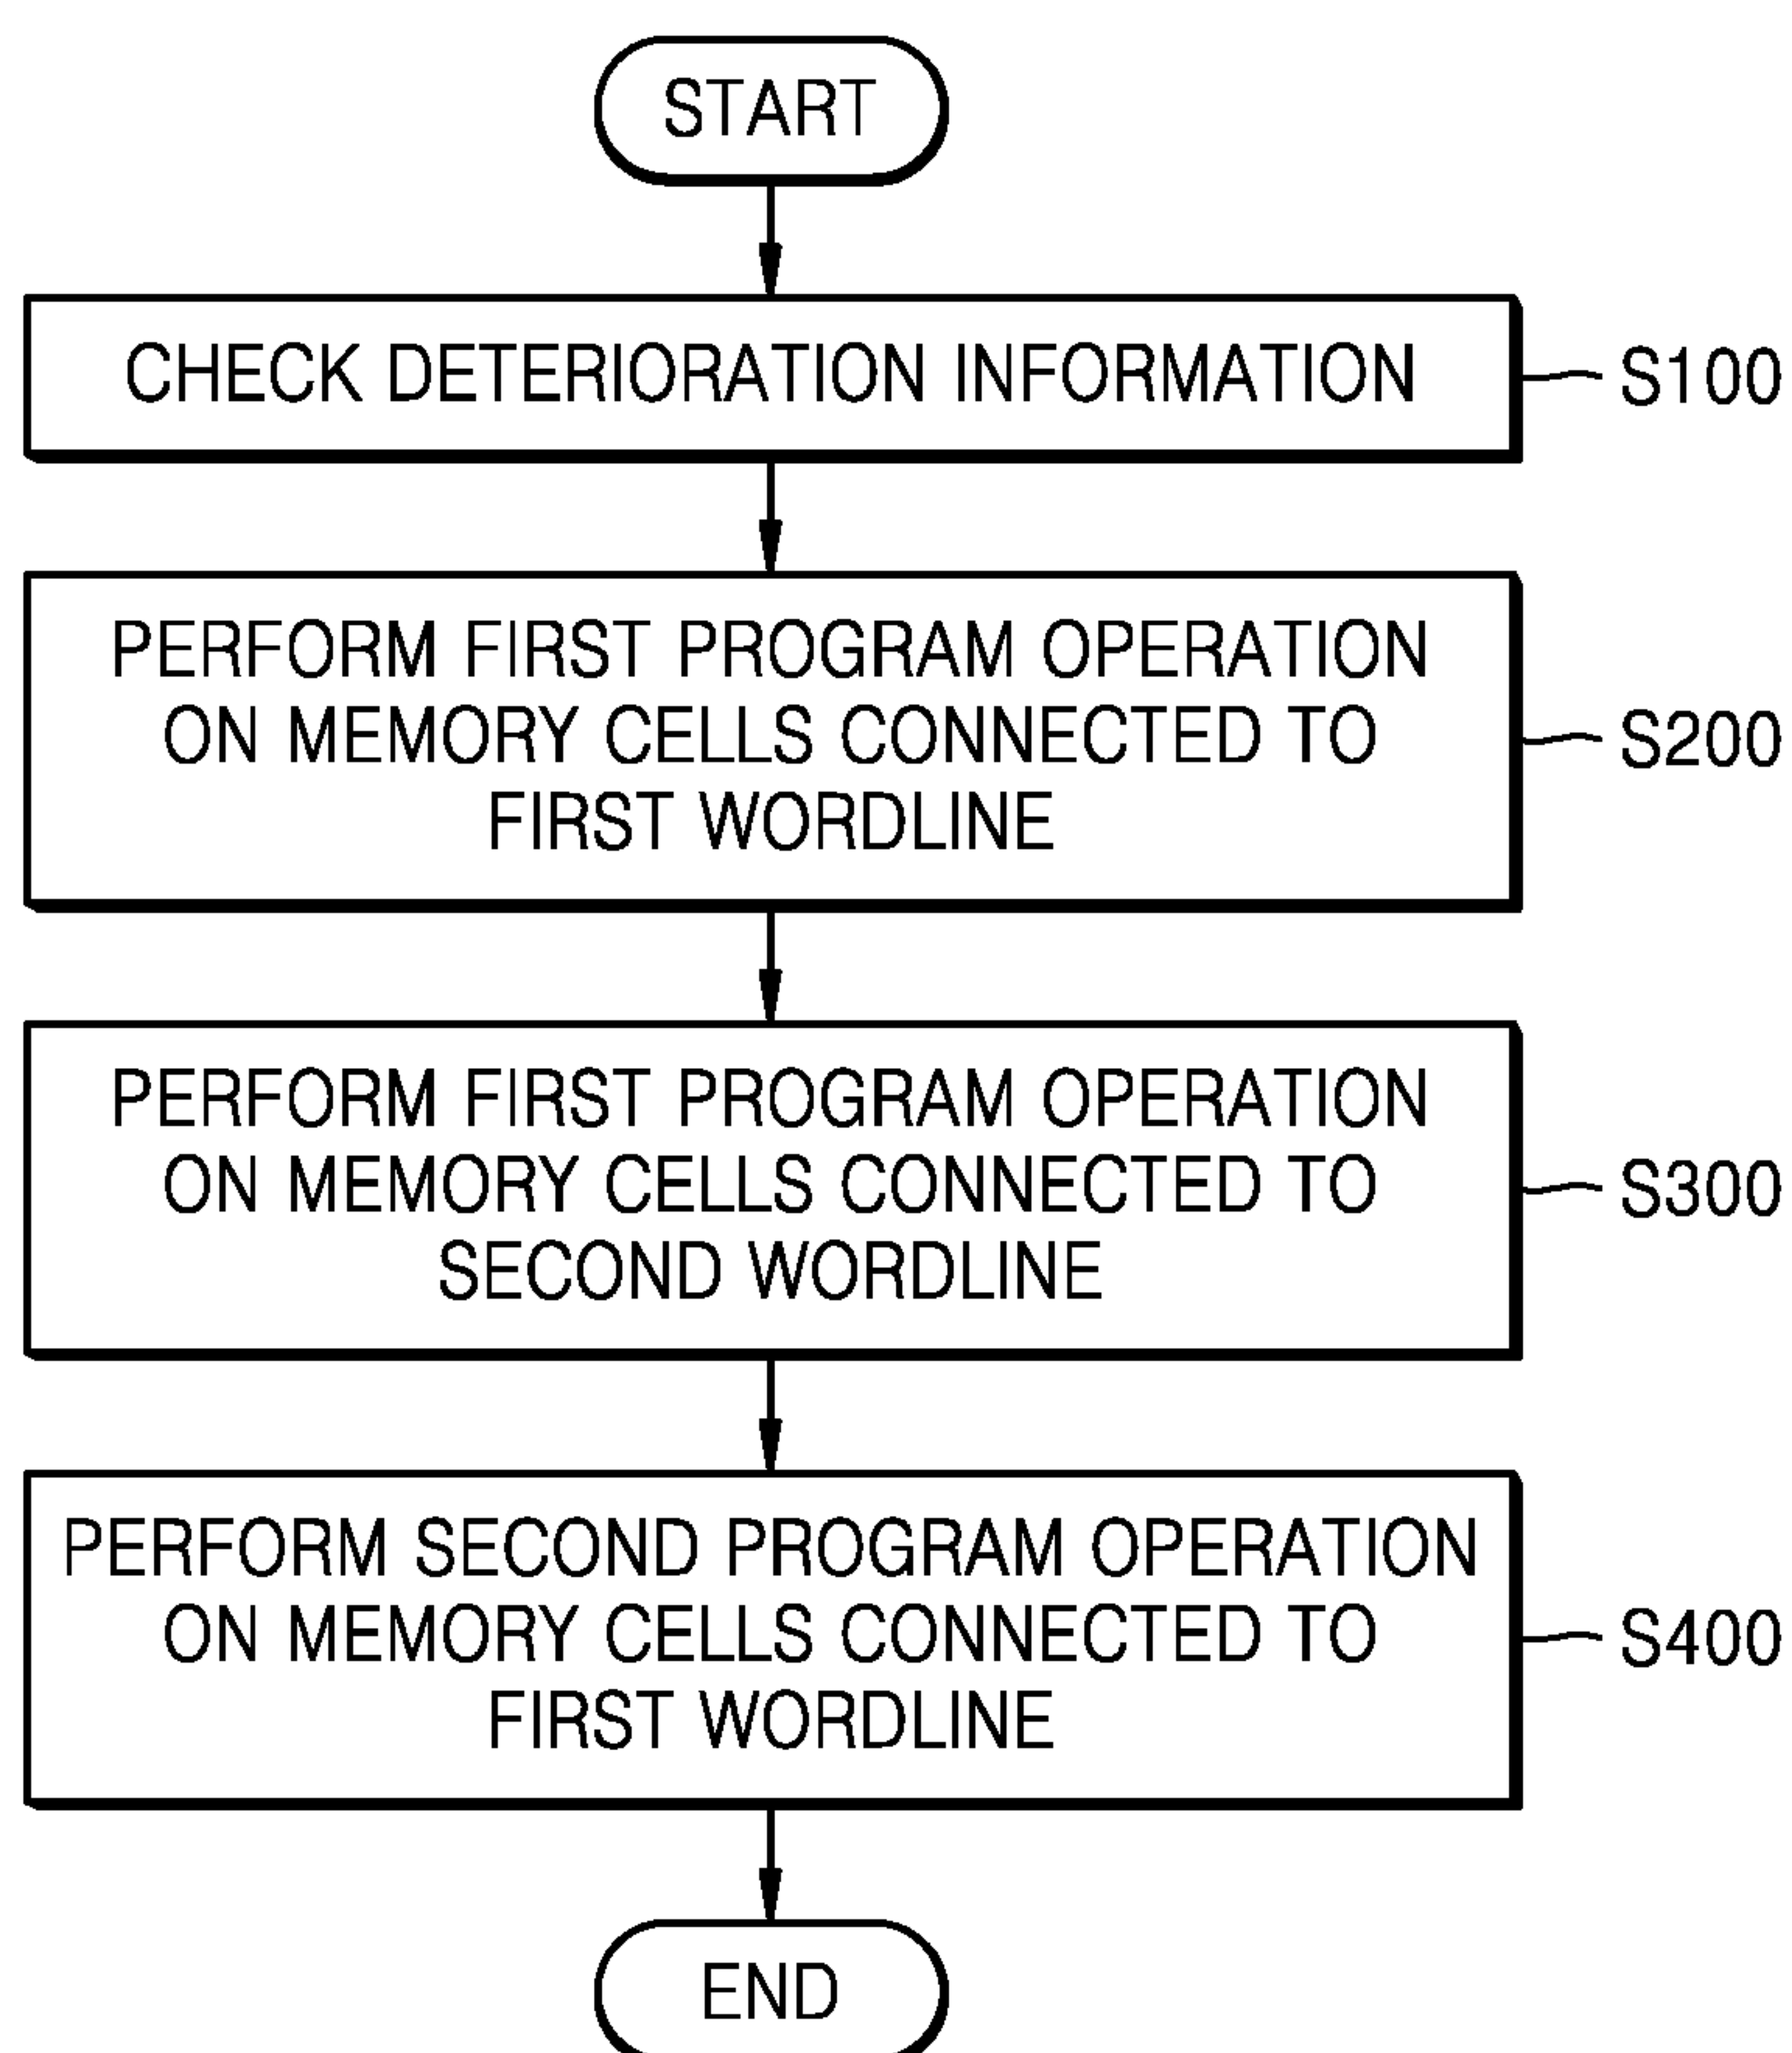 START
CHECK DETERIORATION INFORMATION
S100
PERFORM FIRST PROGRAM OPERATION
ON MEMORY CELLS CONNECTED TO
FIRST WORDLINE
S200
PERFORM FIRST PROGRAM OPERATION
ON MEMORY CELLS CONNECTED TO
SECOND WORDLINE
S300
PERFORM SECOND PROGRAM OPERATION
ON MEMORY CELLS CONNECTED TO
FIRST WORDLINE
S400
END